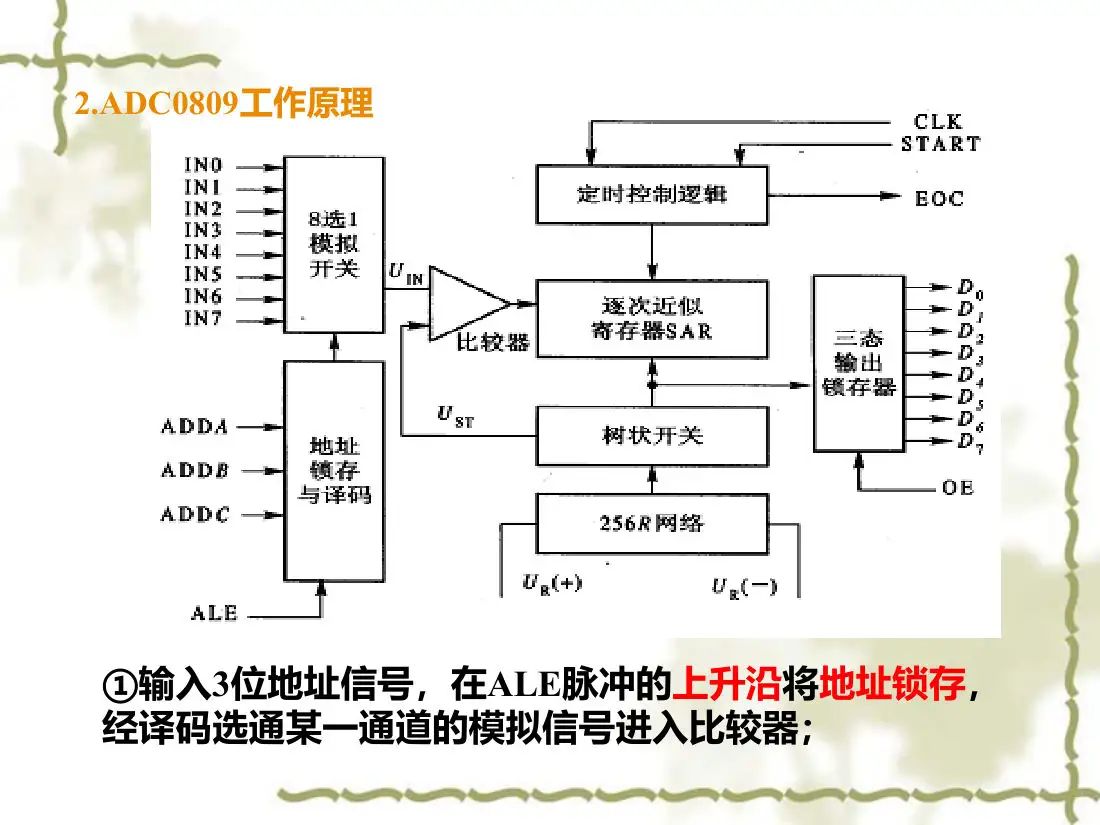 2.ADC0809工作原理
CLK
START
EOC
IN0
IN1
IN2
IN3
IN4
IN5
IN6
IN7
8选1
模拟
开关
定时控制逻辑
U IN
比较器
逐次近似
寄存器SAR
三态
输出
锁存器
D0
D1
D2
D3
D4
D5
D6
D7
OE
ADDA
ADDB
ADDC
地址
锁存
与译码
ALE
U ST
树状开关
256R网络
U R(+)
U R(−)
①输入3位地址信号，在ALE脉冲的上升沿将地址锁存，
经译码选通某一通道的模拟信号进入比较器；